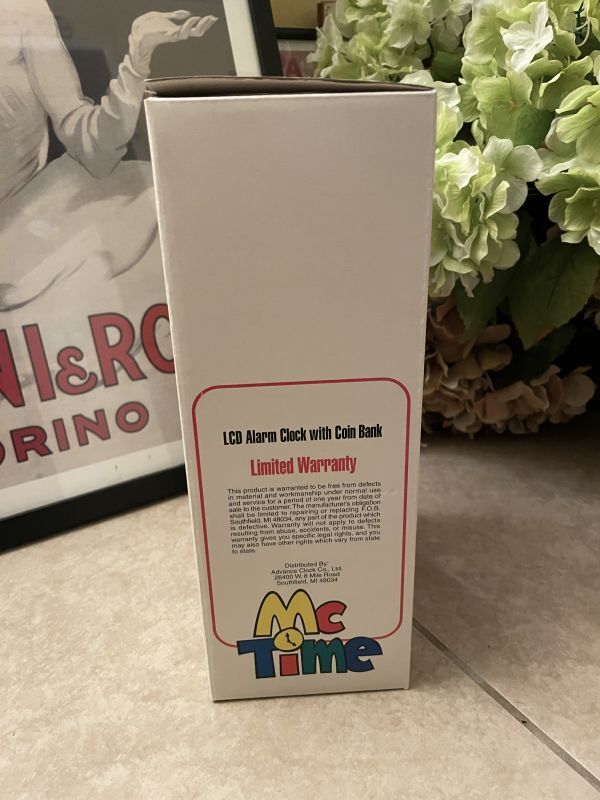 NI&RO
ORINO
LCD Alarm Clock with Coin Bank
Limited Warranty
This product is warranted to be free from defects
in material and workmanship under normal use
and service for a period of one year from date of
sale to the customer. The manufacturer's obligation
shall be limited to repairing or replacing F.O.B.
Southfield, MI 48034, any part of the product which
is defective. Warranty will not apply to defects
resulting from abuse, accidents, or misuse. This
warranty gives you specific legal rights, and you
may also have other rights which vary from state
to state.
Distributed By:
Advance Clock Co., Ltd.
26400 W. 8 Mile Road
Southfield, MI 48034
Mc
Time